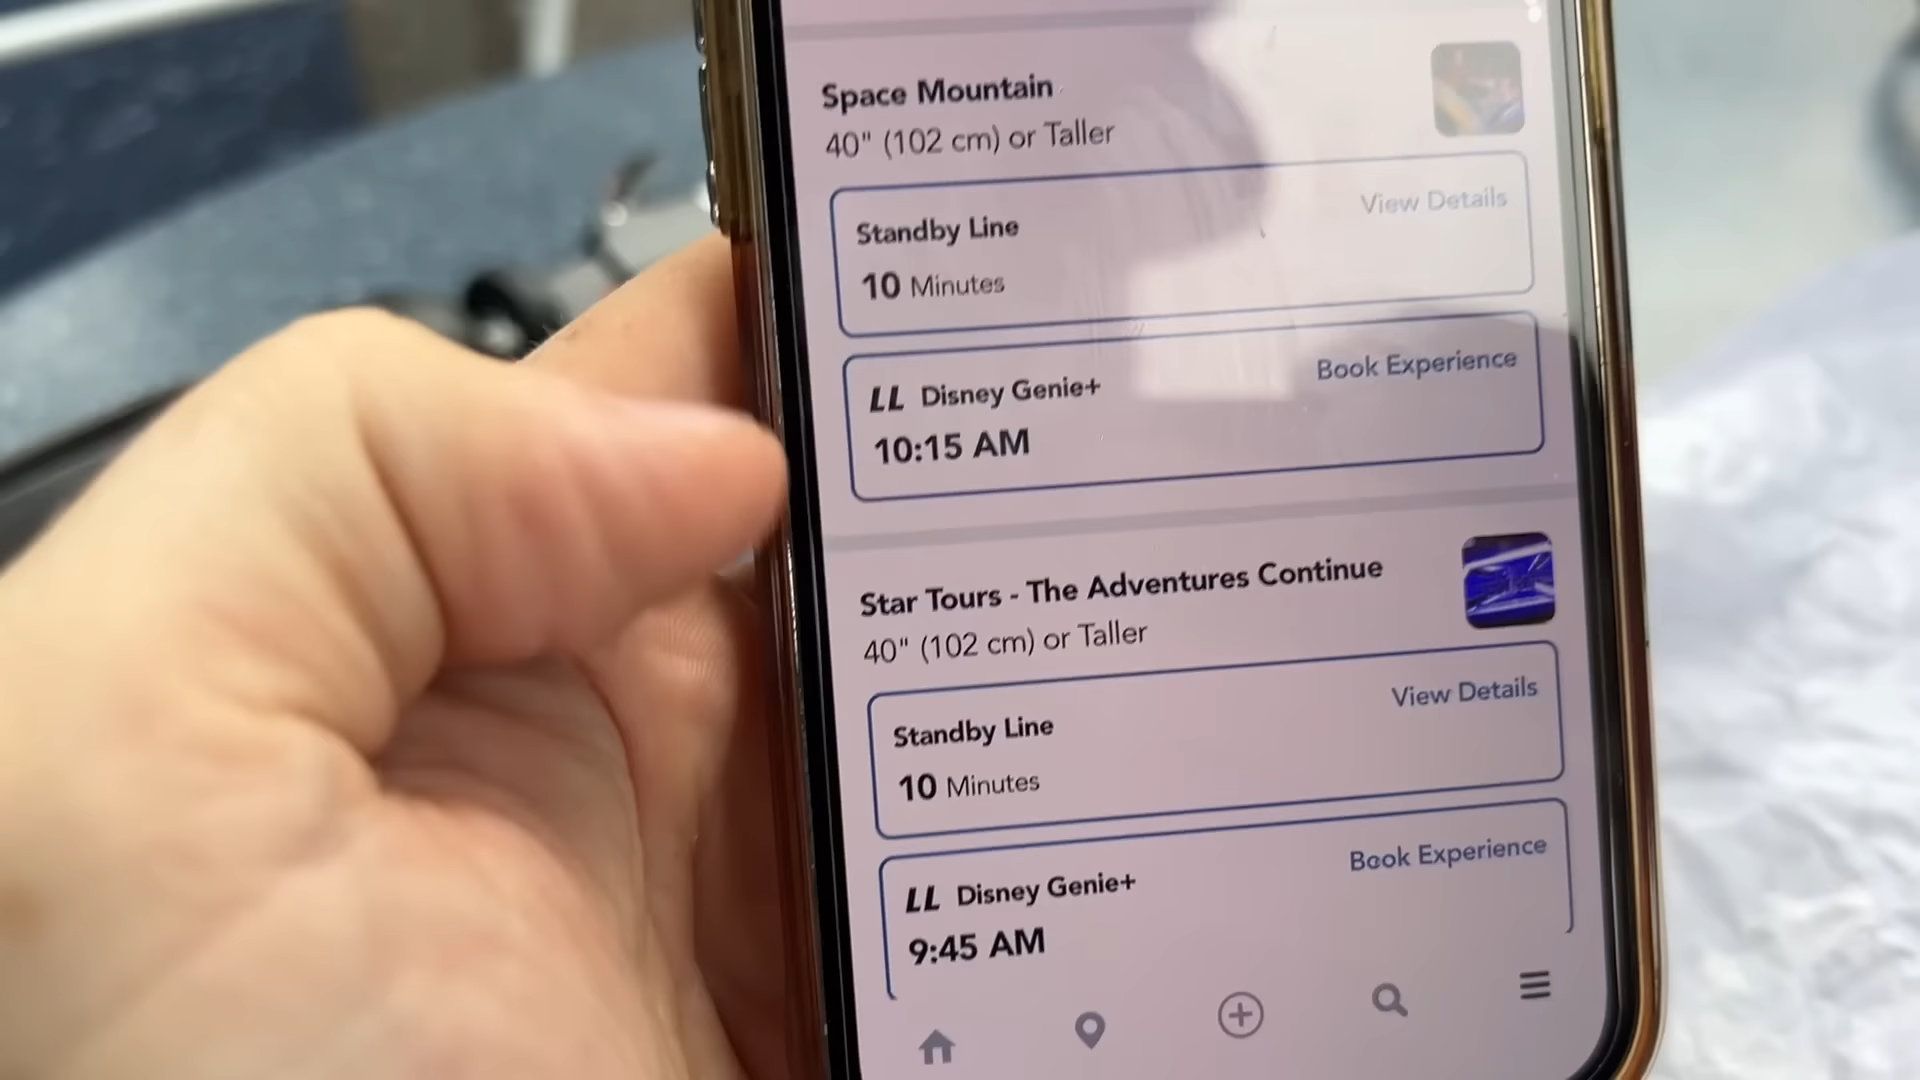 Space Mountain
40" (102 cm) or Taller
View Details
Standby Line
10 Minutes
Book Experience
LL Disney Genie+
10:15 AM
Star Tours - The Adventures Continue
40" (102 cm) or Taller
View Details
Standby Line
10 Minutes
Book Experience
LL Disney Genie+
9:45 AM